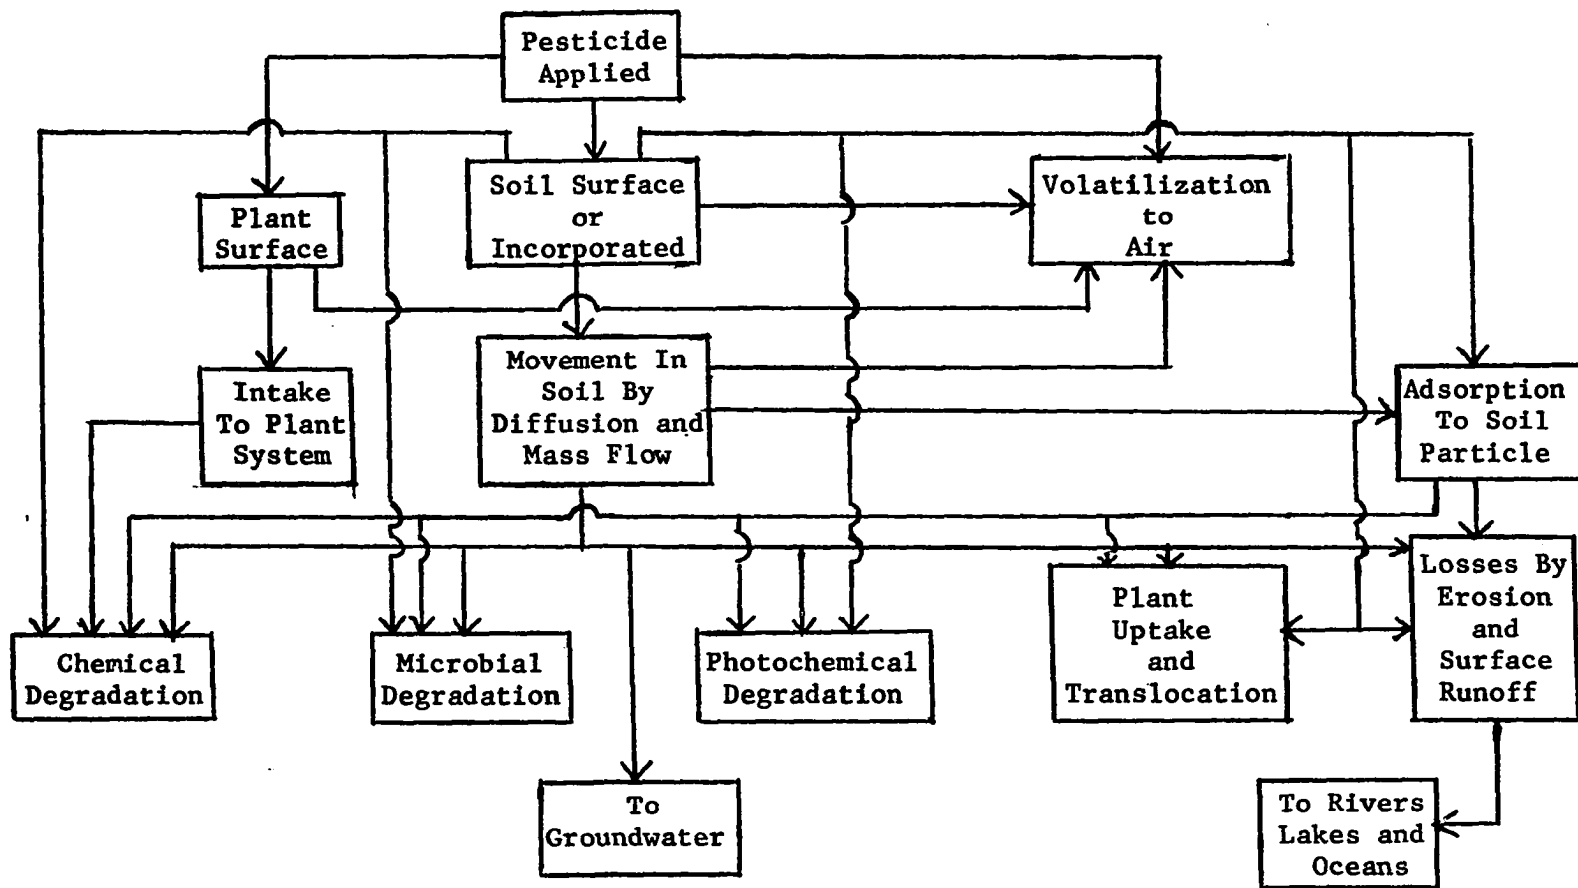 Pesticide
Applied
Soil Surface
or
Incorporated
Volatilization
to
Air
Plant
Surface
Movement In
Soil By
Diffusion and
Mass Flow
Intake
To Plant
System
Adsorption
To Soil
Particle
Losses By
Erosion
and
Surface
Runoff
Plant
Uptake
and
Translocation
Chemical
Degradation
Microbial
Degradation
Photochemical
Degradation
To
Groundwater
To Rivers
Lakes and
Oceans